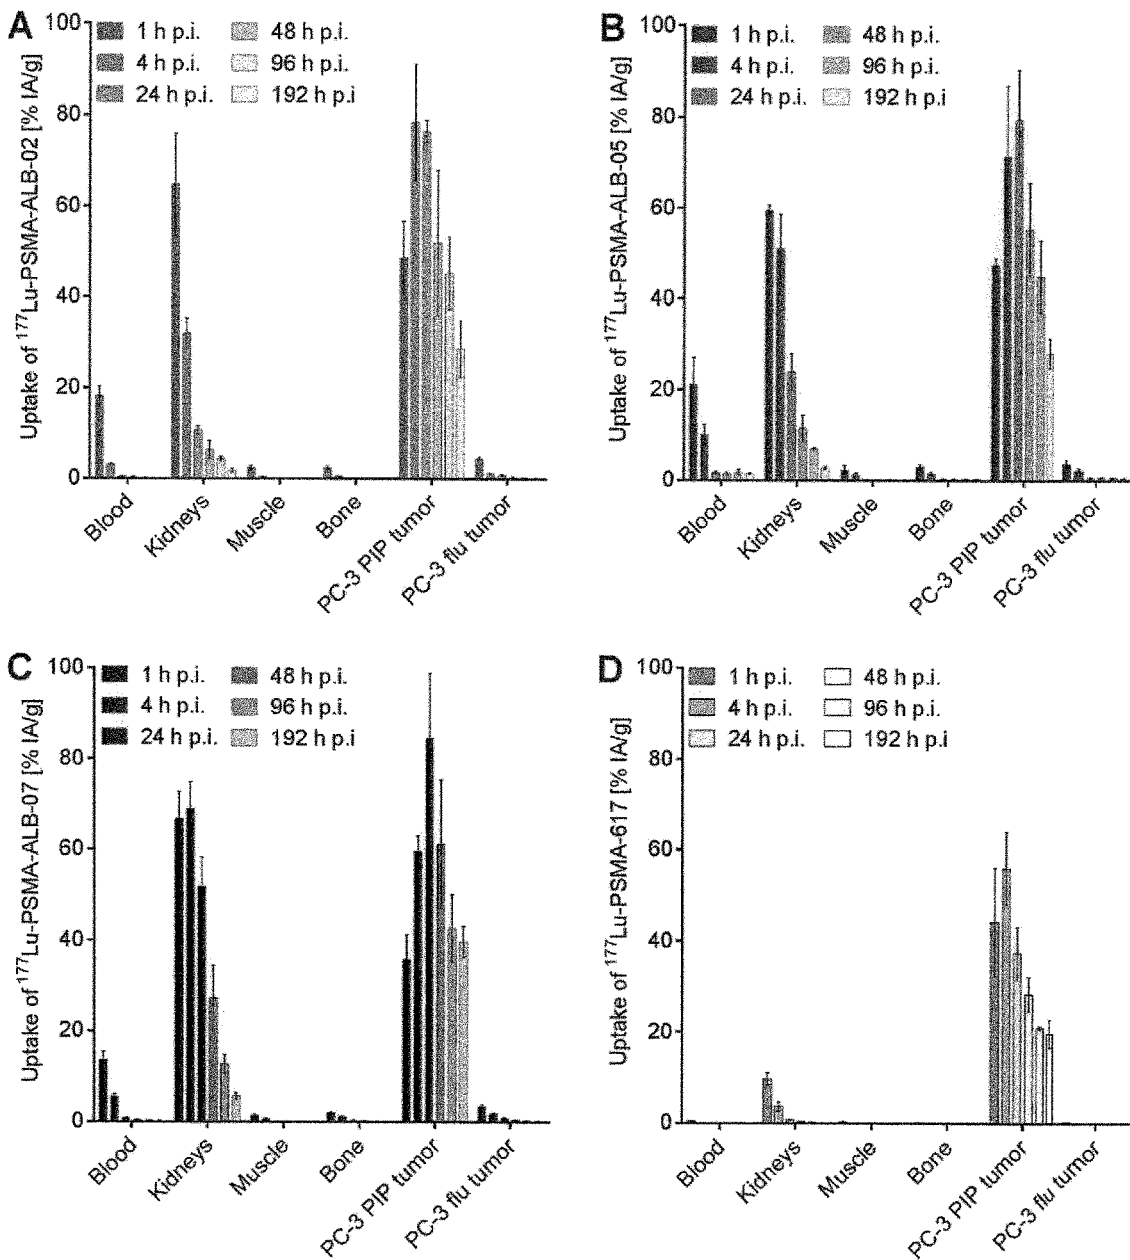 A
Uptake of ¹⁷⁷Lu-PSMA-ALB-02 [% IA/g]
100
80
60
40
20
0
1 h p.i.
48 h p.i.
4 h p.i.
96 h p.i.
24 h p.i.
192 h p.i
Blood
Kidneys
Muscle
Bone
PC-3 PIP tumor
PC-3 flu tumor
B
Uptake of ¹⁷⁷Lu-PSMA-ALB-05 [% IA/g]
100
80
60
40
20
0
1 h p.i.
48 h p.i.
4 h p.i.
96 h p.i.
24 h p.i.
192 h p.i
Blood
Kidneys
Muscle
Bone
PC-3 PIP tumor
PC-3 flu tumor
C
Uptake of ¹⁷⁷Lu-PSMA-ALB-07 [% IA/g]
100
80
60
40
20
0
1 h p.i.
48 h p.i.
4 h p.i.
96 h p.i.
24 h p.i.
192 h p.i
Blood
Kidneys
Muscle
Bone
PC-3 PIP tumor
PC-3 flu tumor
D
Uptake of ¹⁷⁷Lu-PSMA-617 [% IA/g]
100
80
60
40
20
0
1 h p.i.
48 h p.i.
4 h p.i.
96 h p.i.
24 h p.i.
192 h p.i
Blood
Kidneys
Muscle
Bone
PC-3 PIP tumor
PC-3 flu tumor